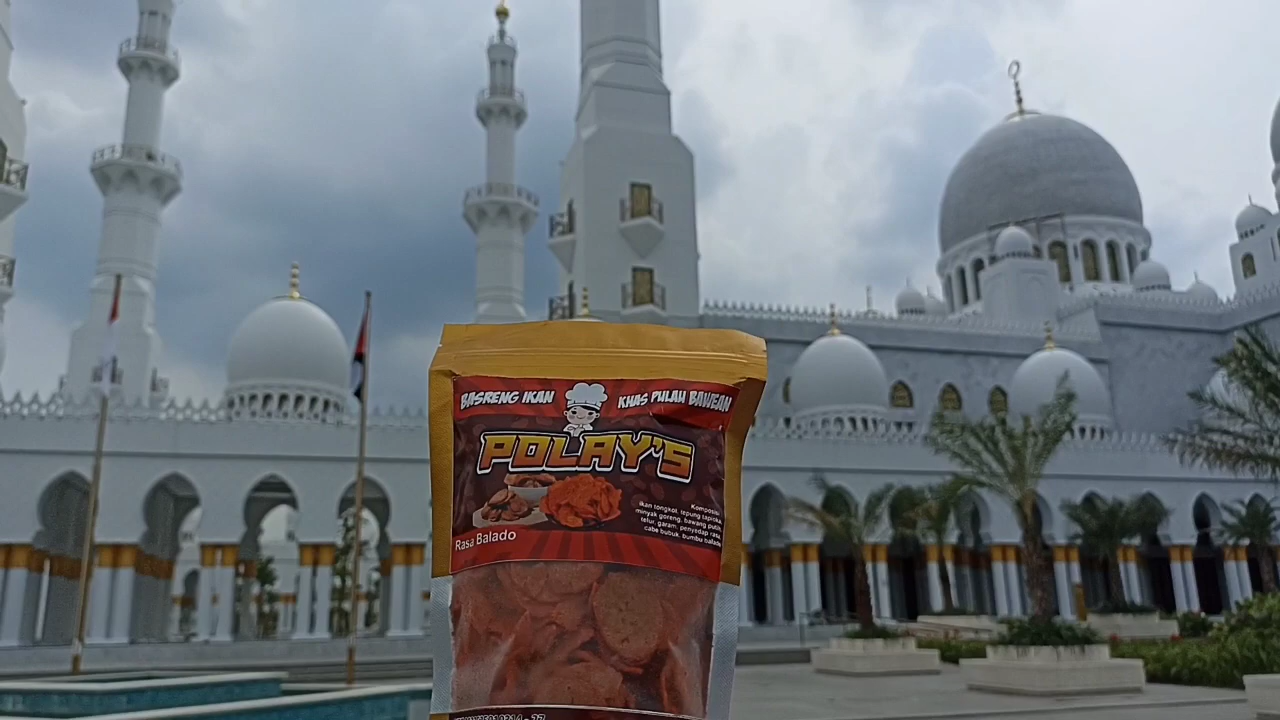 BASRENG IKAN KHAS PULAU BAWEAN
POLAY'S
Komposisi
ikan tongkol, tepung tapioka,
minyak goreng, bawang putih,
telur, garam, penyedap rasa,
cabe bubuk, bumbu balado
Rasa Balado